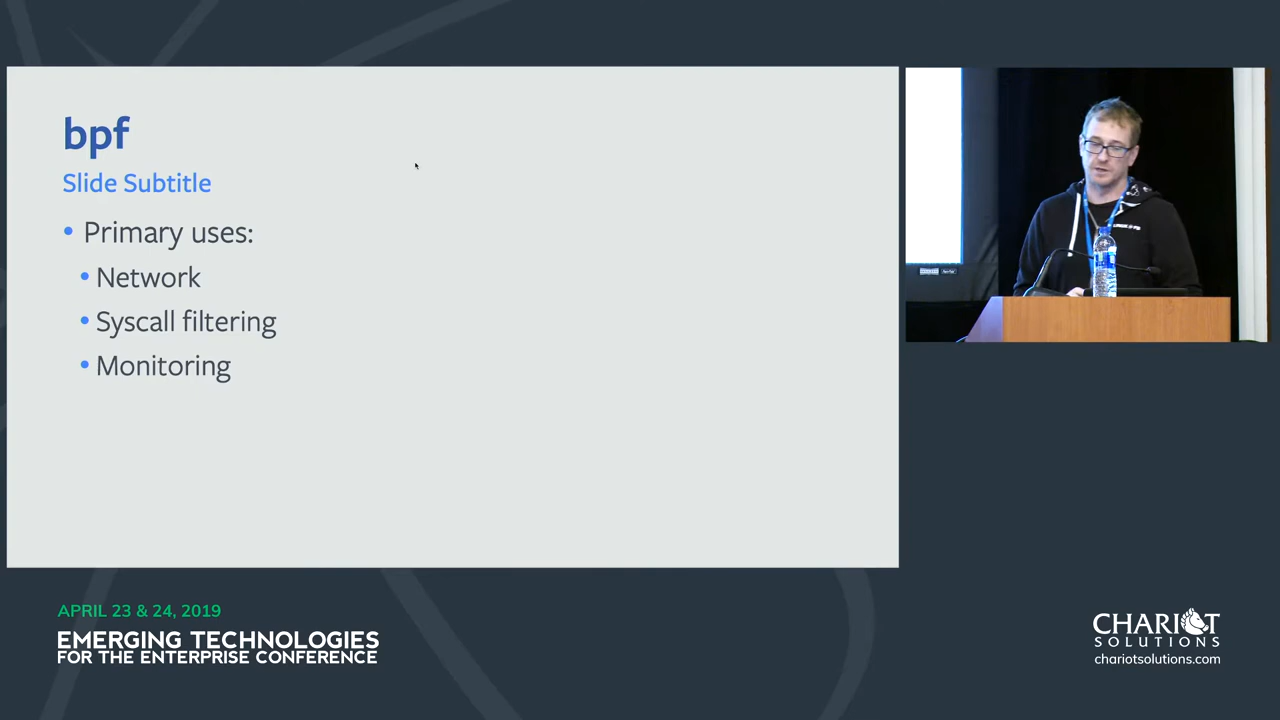 bpf
Slide Subtitle
• Primary uses:
• Network
• Syscall filtering
• Monitoring
APRIL 23 & 24, 2019
EMERGING TECHNOLOGIES
FOR THE ENTERPRISE CONFERENCE
CHARIOT
SOLUTIONS
chariotsolutions.com